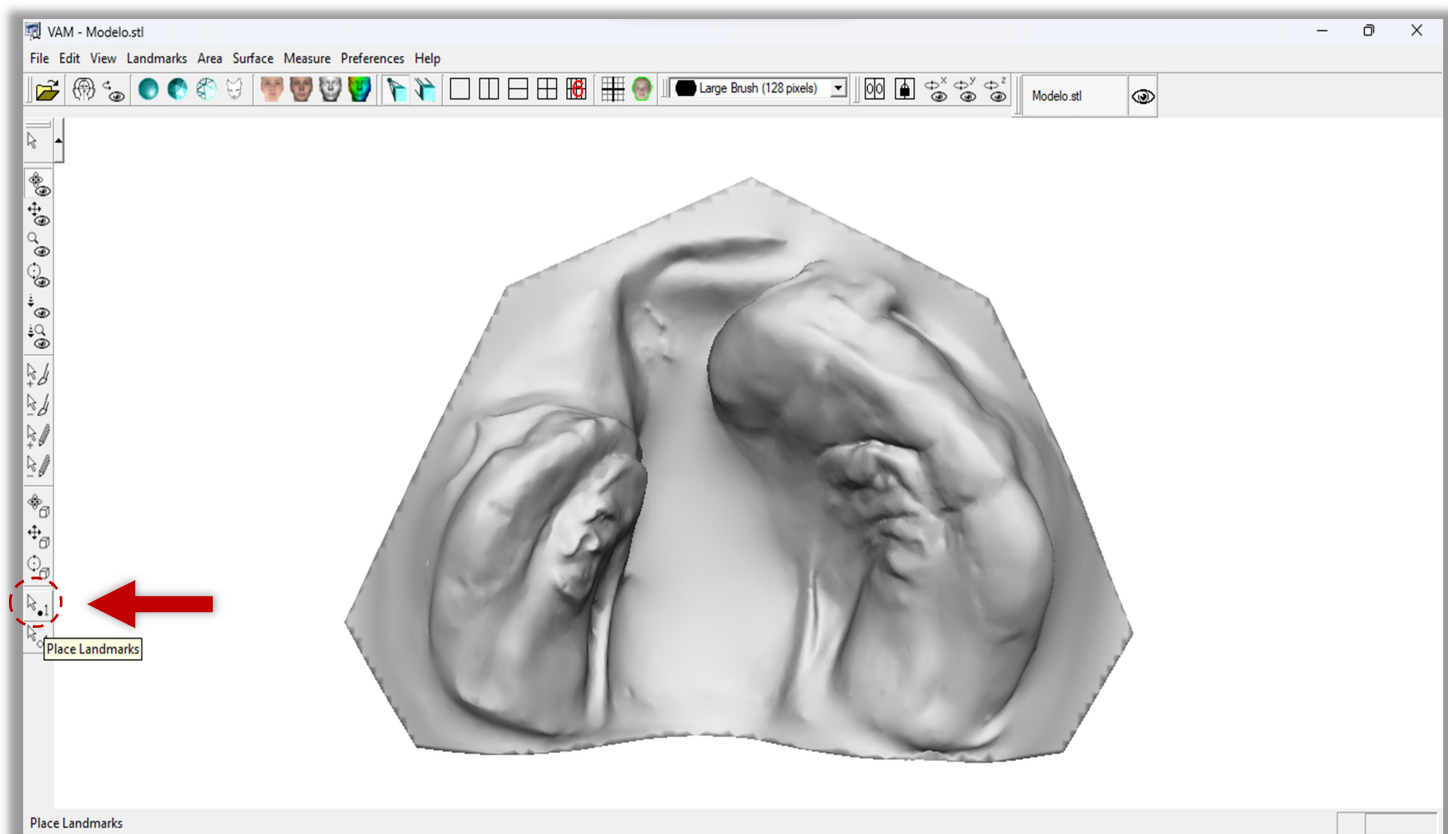 VAM - Modelo.stl
File Edit View Landmarks Area Surface Measure Preferences Help
Large Brush (128 pixels)
Modelo.stl
Place Landmarks
Place Landmarks